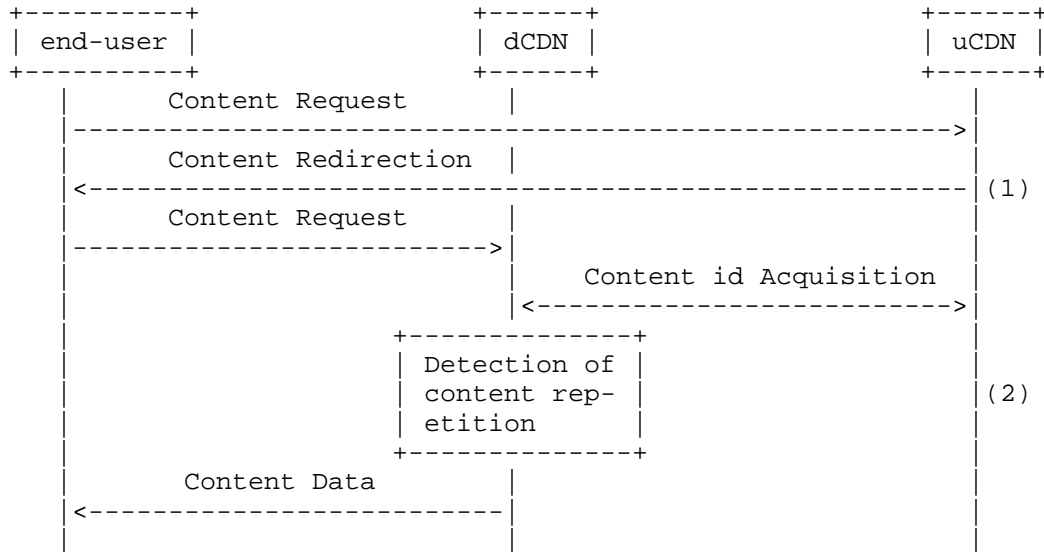 end-user dCDN uCDN
Content Request
Content Redirection
(1)
Content Request
Content id Acquisition
Detection of
content rep-
(2)
etition
Content Data